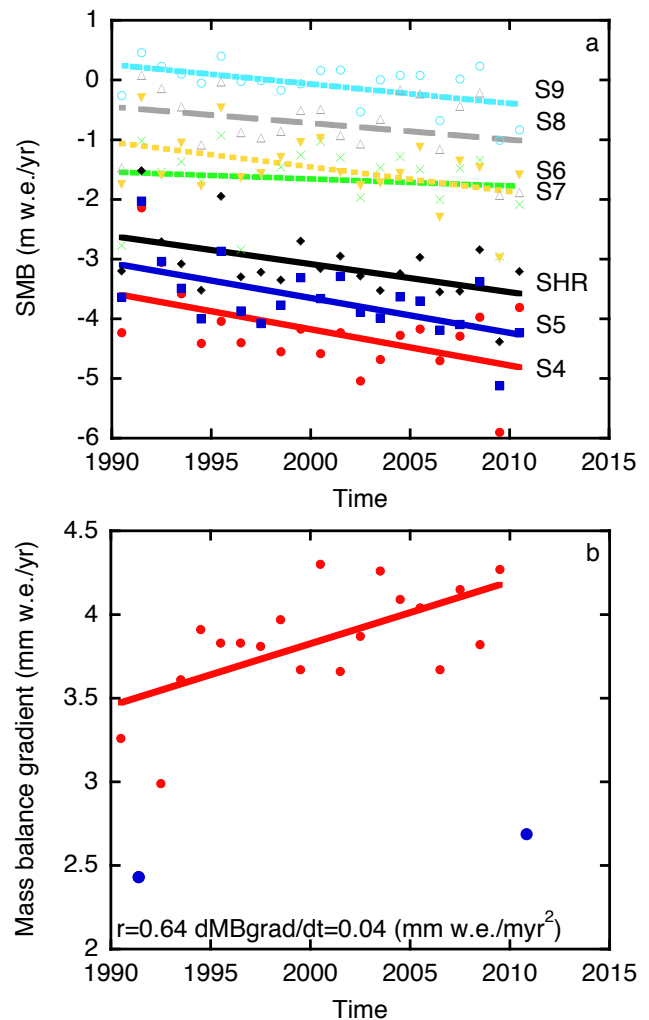 1
a
0
S9
S8
-1
S6
S7
-2
-3
SHR
-4
S5
S4
-5
-6
SMB (m w.e./yr)
1990 1995 2000 2005 2010 2015
Time
4.5
b
4
3.5
3
2.5
2
Mass balance gradient (mm w.e./yr)
r=0.64 dMBgrad/dt=0.04 (mm w.e./myr²)
1990 1995 2000 2005 2010 2015
Time